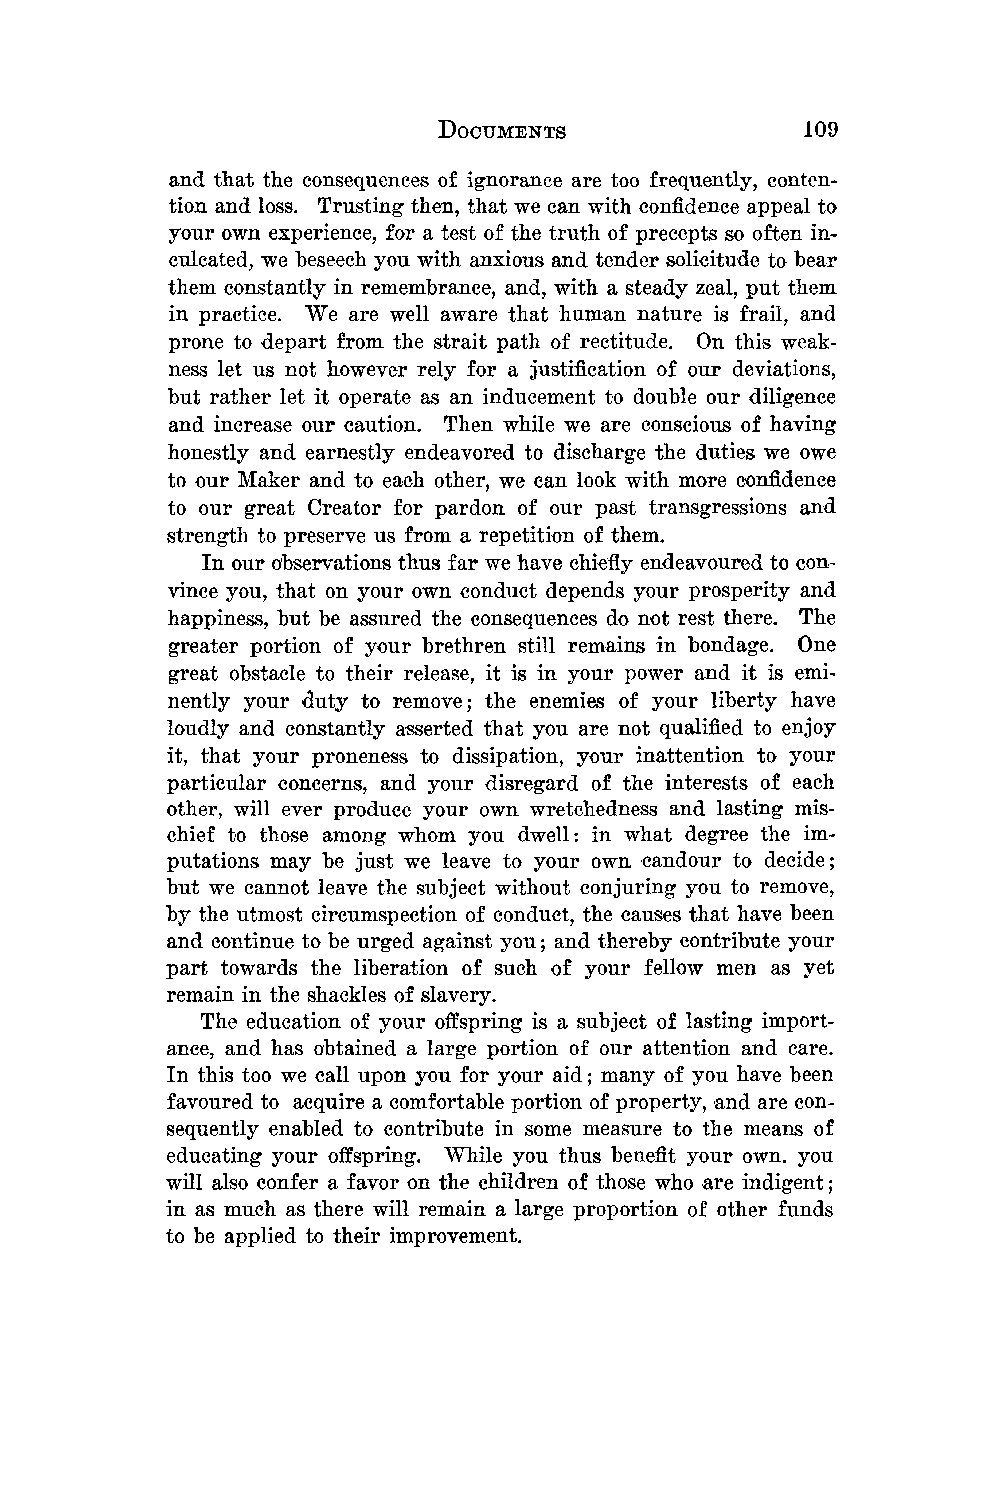 DOCUMENTS 109
and that the consequences of ignorance are too frequently, conten-
tion and loss. Trusting then, that we can with confidence appeal to
your own experience, for a test of the truth of precepts so often in-
culcated, we beseech you with anxious and tender solicitude to bear
them constantly in remembrance, and, with a steady zeal, put them
in practice. We are well aware that human nature is frail, and
prone to depart from the strait path of rectitude. On this weak-
ness let us not however rely for a justification of our deviations,
but rather let it operate as an inducement to double our diligence
and increase our caution. Then while we are conscious of having
honestly and earnestly endeavored to discharge the duties we owe
to our Maker and to each other, we can look with more confidence
to our great Creator for pardon of our past transgressions and
strength to preserve us from a repetition of them.
In our observations thus far we have chiefly endeavoured to con-
vince you, that on your own conduct depends your prosperity and
happiness, but be assured the consequences do not rest there. The
greater portion of your brethren still remains in bondage. One
great obstacle to their release, it is in your power and it is emi-
nently your duty to remove; the enemies of your liberty have
loudly and constantly asserted that you are not qualified to enjoy
it, that your proneness to dissipation, your inattention to your
particular concerns, and your disregard of the interests of each
other, will ever produce your own wretchedness and lasting mis-
chief to those among whom you dwell: in what degree the im-
putations may be just we leave to your own candour to decide;
but we cannot leave the subject without conjuring you to remove,
by the utmost circumspection of conduct, the causes that have been
and continue to be urged against you; and thereby contribute your
part towards the liberation of such of your fellow men as yet
remain in the shackles of slavery.
The education of your offspring is a subject of lasting import-
ance, and has obtained a large portion of our attention and care.
In this too we call upon you for your aid; many of you have been
favoured to acquire a comfortable portion of property, and are con-
sequently enabled to contribute in some measure to the means of
educating your offspring. While you thus benefit your own. you
will also confer a favor on the children of those who are indigent;
in as much as there will remain a large proportion of other funds
to be applied to their improvement.